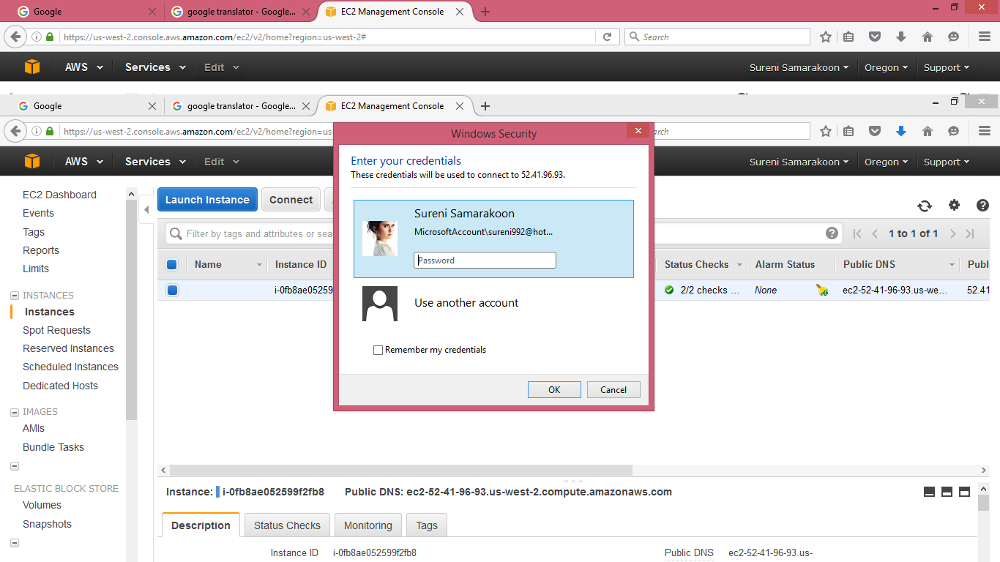 Google
google translator - Google...
EC2 Management Console
https://us-west-2.console.aws.amazon.com/ec2/v2/home?region=us-west-2#
Search
AWS Services Edit
Sureni Samarakoon Oregon Support
Google
google translator - Google...
EC2 Management Console
https://us-west-2.console.aws.amazon.com/ec2/v2/home?region=us-
AWS Services Edit
Sureni Samarakoon Oregon Support
Windows Security
Enter your credentials
These credentials will be used to connect to 52.41.96.93.
Sureni Samarakoon
MicrosoftAccount\sureni992@hot...
Password
Use another account
Remember my credentials
OK
Cancel
EC2 Dashboard
Events
Tags
Reports
Limits
INSTANCES
Instances
Spot Requests
Reserved Instances
Scheduled Instances
Dedicated Hosts
IMAGES
AMIs
Bundle Tasks
ELASTIC BLOCK STORE
Volumes
Snapshots
Launch Instance
Connect
Filter by tags and attributes or sea
1 to 1 of 1
Name Instance ID Status Checks Alarm Status Public DNS Publ
i-0fb8ae05259 2/2 checks ... None ec2-52-41-96-93.us-we... 52.41
Instance: i-0fb8ae052599f2fb8 Public DNS: ec2-52-41-96-93.us-west-2.compute.amazonaws.com
Description Status Checks Monitoring Tags
Instance ID i-0fb8ae052599f2fb8 Public DNS ec2-52-41-96-93.us-